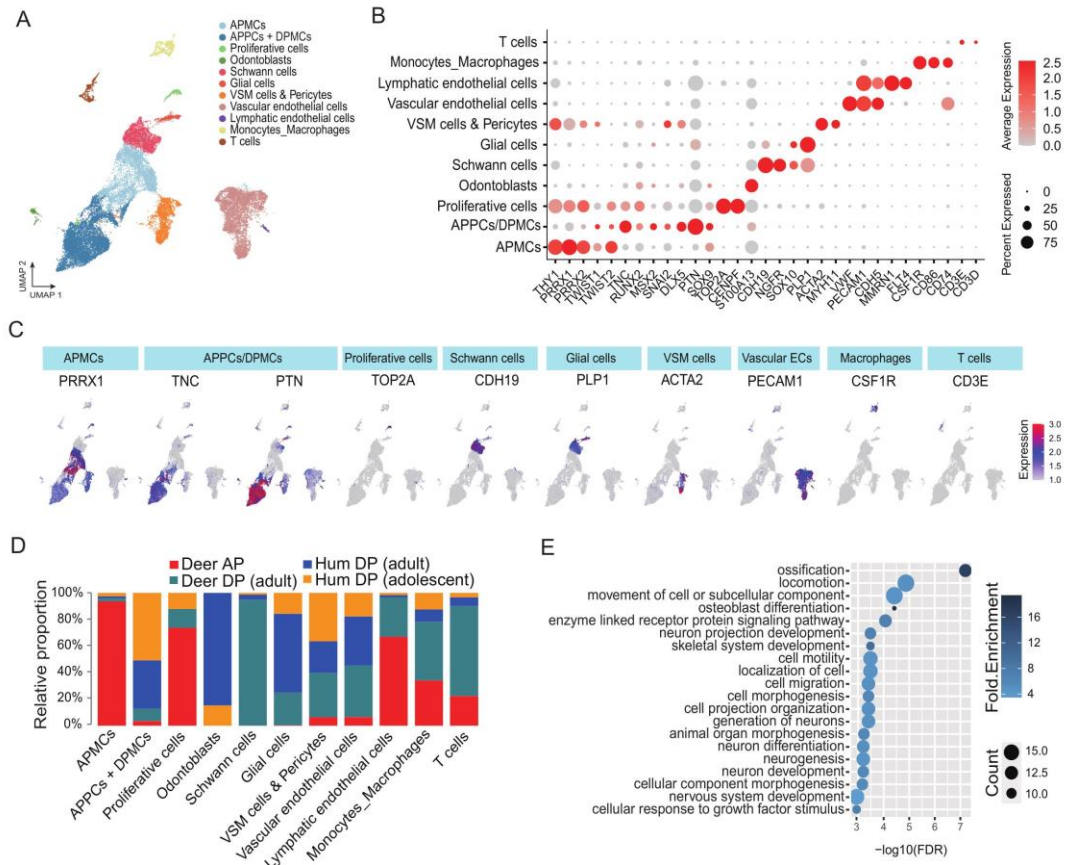 A
APMCs
APPCs + DPMCs
Proliferative cells
Odontoblasts
Schwann cells
Glial cells
VSM cells & Pericytes
Vascular endothelial cells
Lymphatic endothelial cells
Monocytes_Macrophages
T cells
UMAP 2
UMAP 1
B
T cells
Monocytes_Macrophages
Lymphatic endothelial cells
Vascular endothelial cells
VSM cells & Pericytes
Glial cells
Schwann cells
Odontoblasts
Proliferative cells
APPCs/DPMCs
APMCs
THY1
PRRX1
PRRX2
TWIST1
TWIST2
TNC
RUNX2
MSX2
SNAI2
DLX5
PTN
SOX9
TOP2A
CENPF
S100A13
CDH19
NGFR
SOX10
PLP1
ACTA2
MYH11
VWF
PECAM1
CDH5
MMRN1
FLT4
CSF1R
CD86
CD74
CD3E
CD3D
Average Expression
2.5
2.0
1.5
1.0
0.5
0.0
Percent Expressed
0
25
50
75
C
APMCs APPCs/DPMCs Proliferative cells Schwann cells Glial cells VSM cells Vascular ECs Macrophages T cells
PRRX1 TNC PTN TOP2A CDH19 PLP1 ACTA2 PECAM1 CSF1R CD3E
Expression
3.0
2.5
2.0
1.5
1.0
D
Deer AP
Deer DP (adult)
Hum DP (adult)
Hum DP (adolescent)
Relative proportion
100%
80%
60%
40%
20%
0%
APMCs
APPCs + DPMCs
Proliferative cells
Odontoblasts
Schwann cells
Glial cells
VSM cells & Pericytes
Vascular endothelial cells
Lymphatic endothelial cells
Monocytes_Macrophages
T cells
E
ossification
locomotion
movement of cell or subcellular component
osteoblast differentiation
enzyme linked receptor protein signaling pathway
neuron projection development
skeletal system development
cell motility
localization of cell
cell migration
cell morphogenesis
cell projection organization
generation of neurons
animal organ morphogenesis
neuron differentiation
neurogenesis
neuron development
cellular component morphogenesis
nervous system development
cellular response to growth factor stimulus
3 4 5 6 7
−log10(FDR)
Fold.Enrichment
16
12
8
4
Count
15.0
12.5
10.0